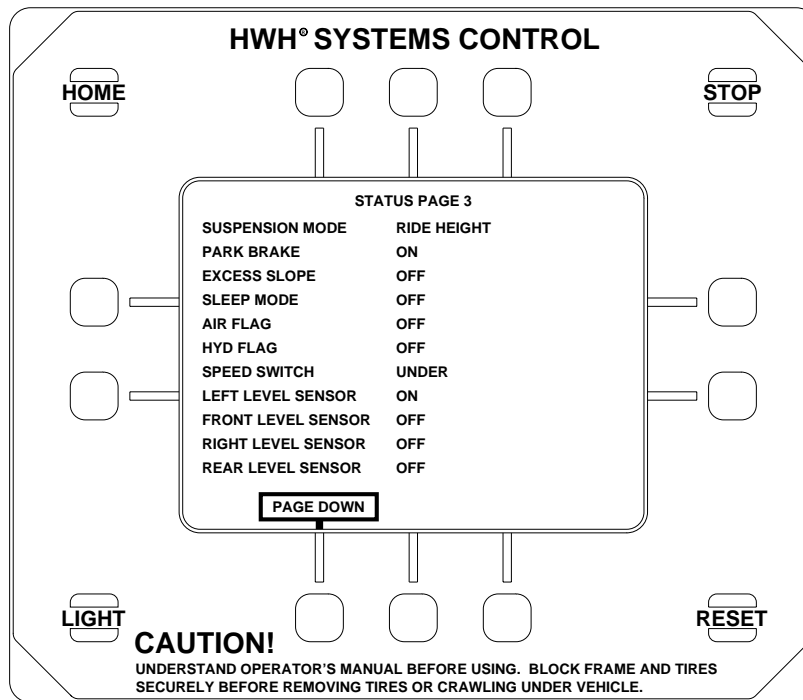 HWH® SYSTEMS CONTROL
HOME
STOP
STATUS PAGE 3
SUSPENSION MODE RIDE HEIGHT
PARK BRAKE ON
EXCESS SLOPE OFF
SLEEP MODE OFF
AIR FLAG OFF
HYD FLAG OFF
SPEED SWITCH UNDER
LEFT LEVEL SENSOR ON
FRONT LEVEL SENSOR OFF
RIGHT LEVEL SENSOR OFF
REAR LEVEL SENSOR OFF
PAGE DOWN
LIGHT
RESET
CAUTION!
UNDERSTAND OPERATOR'S MANUAL BEFORE USING. BLOCK FRAME AND TIRES
SECURELY BEFORE REMOVING TIRES OR CRAWLING UNDER VEHICLE.